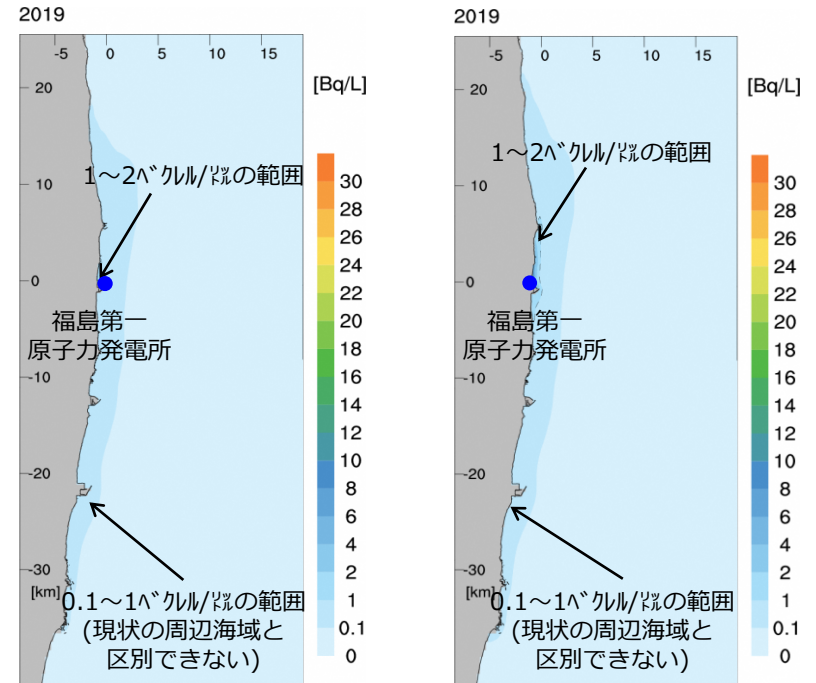 2019
-5 0 5 10 15
[Bq/L]
20
10
0
-10
-20
-30
[km]
1～2ﾍﾞｸﾚﾙ/㍑の範囲
福島第一
原子力発電所
0.1～1ﾍﾞｸﾚﾙ/㍑の範囲
(現状の周辺海域と
区別できない)
30
28
26
24
22
20
18
16
14
12
10
8
6
4
2
1
0.1
0
2019
-5 0 5 10 15
[Bq/L]
20
10
0
-10
-20
-30
[km]
1～2ﾍﾞｸﾚﾙ/㍑の範囲
福島第一
原子力発電所
0.1～1ﾍﾞｸﾚﾙ/㍑の範囲
(現状の周辺海域と
区別できない)
30
28
26
24
22
20
18
16
14
12
10
8
6
4
2
1
0.1
0